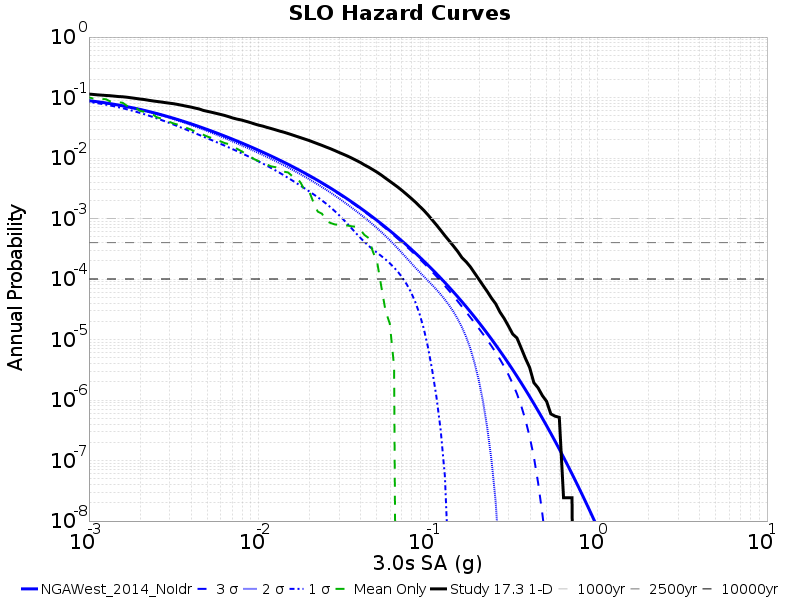 SLO Hazard Curves
Annual Probability
10^0
10^-1
10^-2
10^-3
10^-4
10^-5
10^-6
10^-7
10^-8
10^-3 10^-2 10^-1 10^0 10^1
3.0s SA (g)
NGAWest_2014_NoIdr 3 σ 2 σ 1 σ Mean Only Study 17.3 1-D 1000yr 2500yr 10000yr